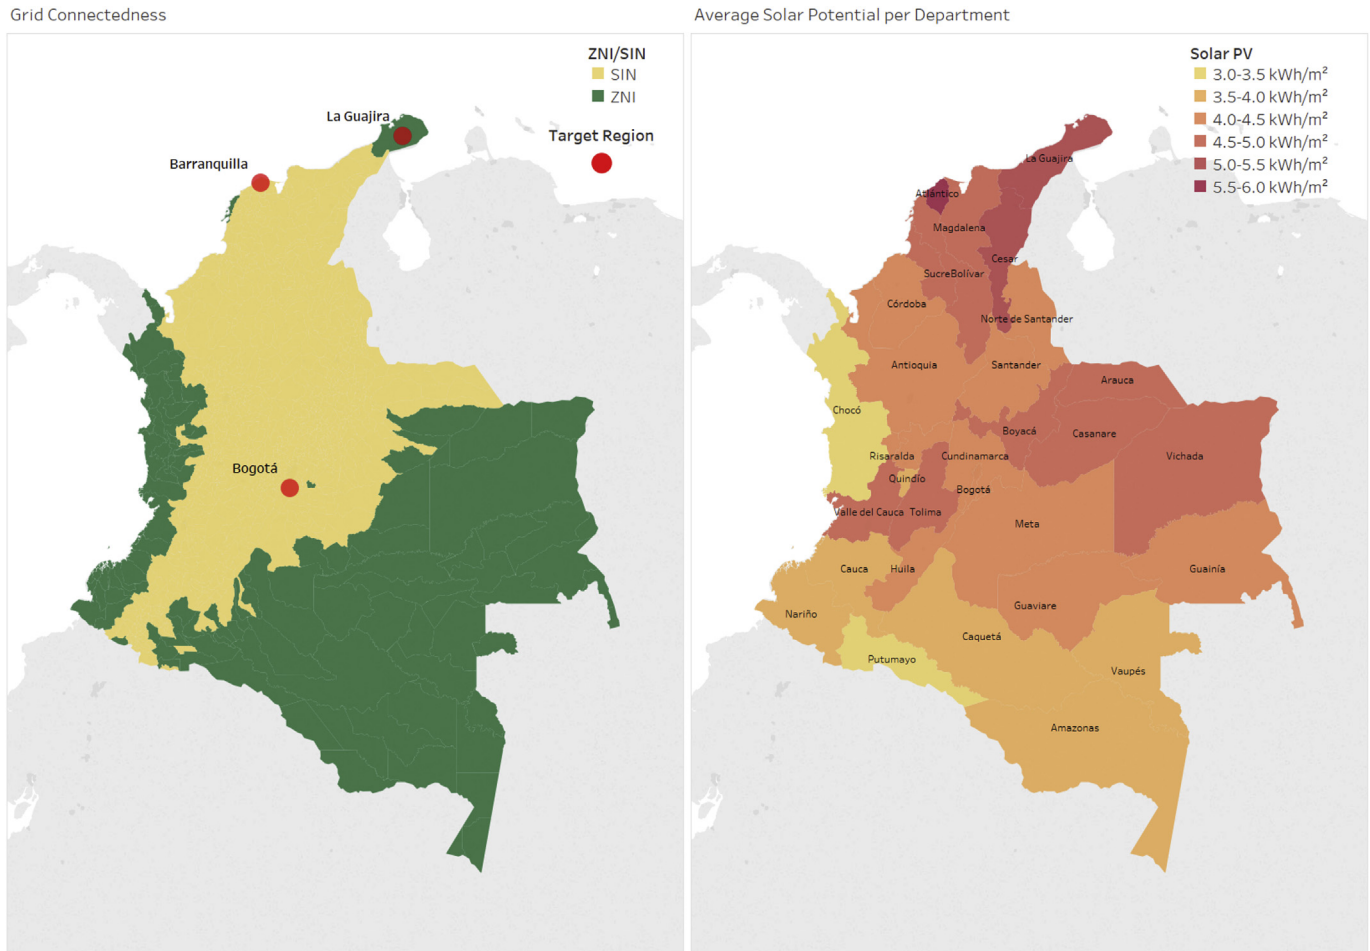 Grid Connectedness
ZNI/SIN
SIN
ZNI
La Guajira
Target Region
Barranquilla
Bogotá
Average Solar Potential per Department
Solar PV
3.0-3.5 kWh/m²
3.5-4.0 kWh/m²
4.0-4.5 kWh/m²
4.5-5.0 kWh/m²
5.0-5.5 kWh/m²
5.5-6.0 kWh/m²
La Guajira
Atlántico
Magdalena
Cesar
Sucre
Bolívar
Córdoba
Norte de Santander
Antioquia
Santander
Arauca
Chocó
Boyacá
Casanare
Risaralda
Cundinamarca
Vichada
Quindío
Bogotá
Valle del Cauca
Tolima
Meta
Cauca
Huila
Guainía
Guaviare
Nariño
Caquetá
Putumayo
Vaupés
Amazonas